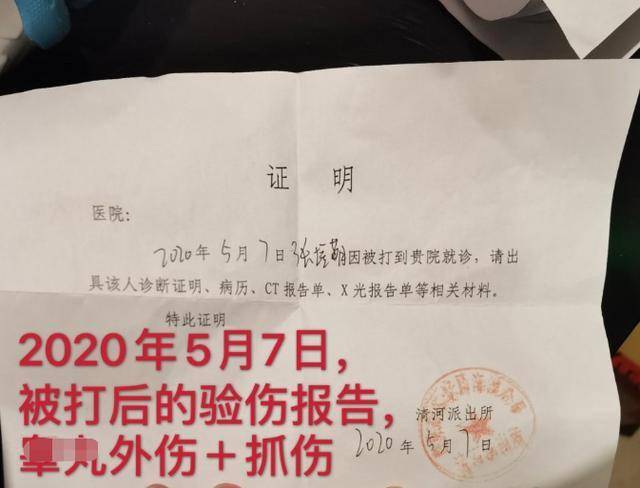 证 明
医院：
2020年5月7日张 因被打到贵院就诊，请出
具该人诊断证明、病历、CT报告单、X光报告单等相关材料。
特此证明
2020年5月7日，
被打后的验伤报告，
外伤＋抓伤
清河派出所
2020年5月7日